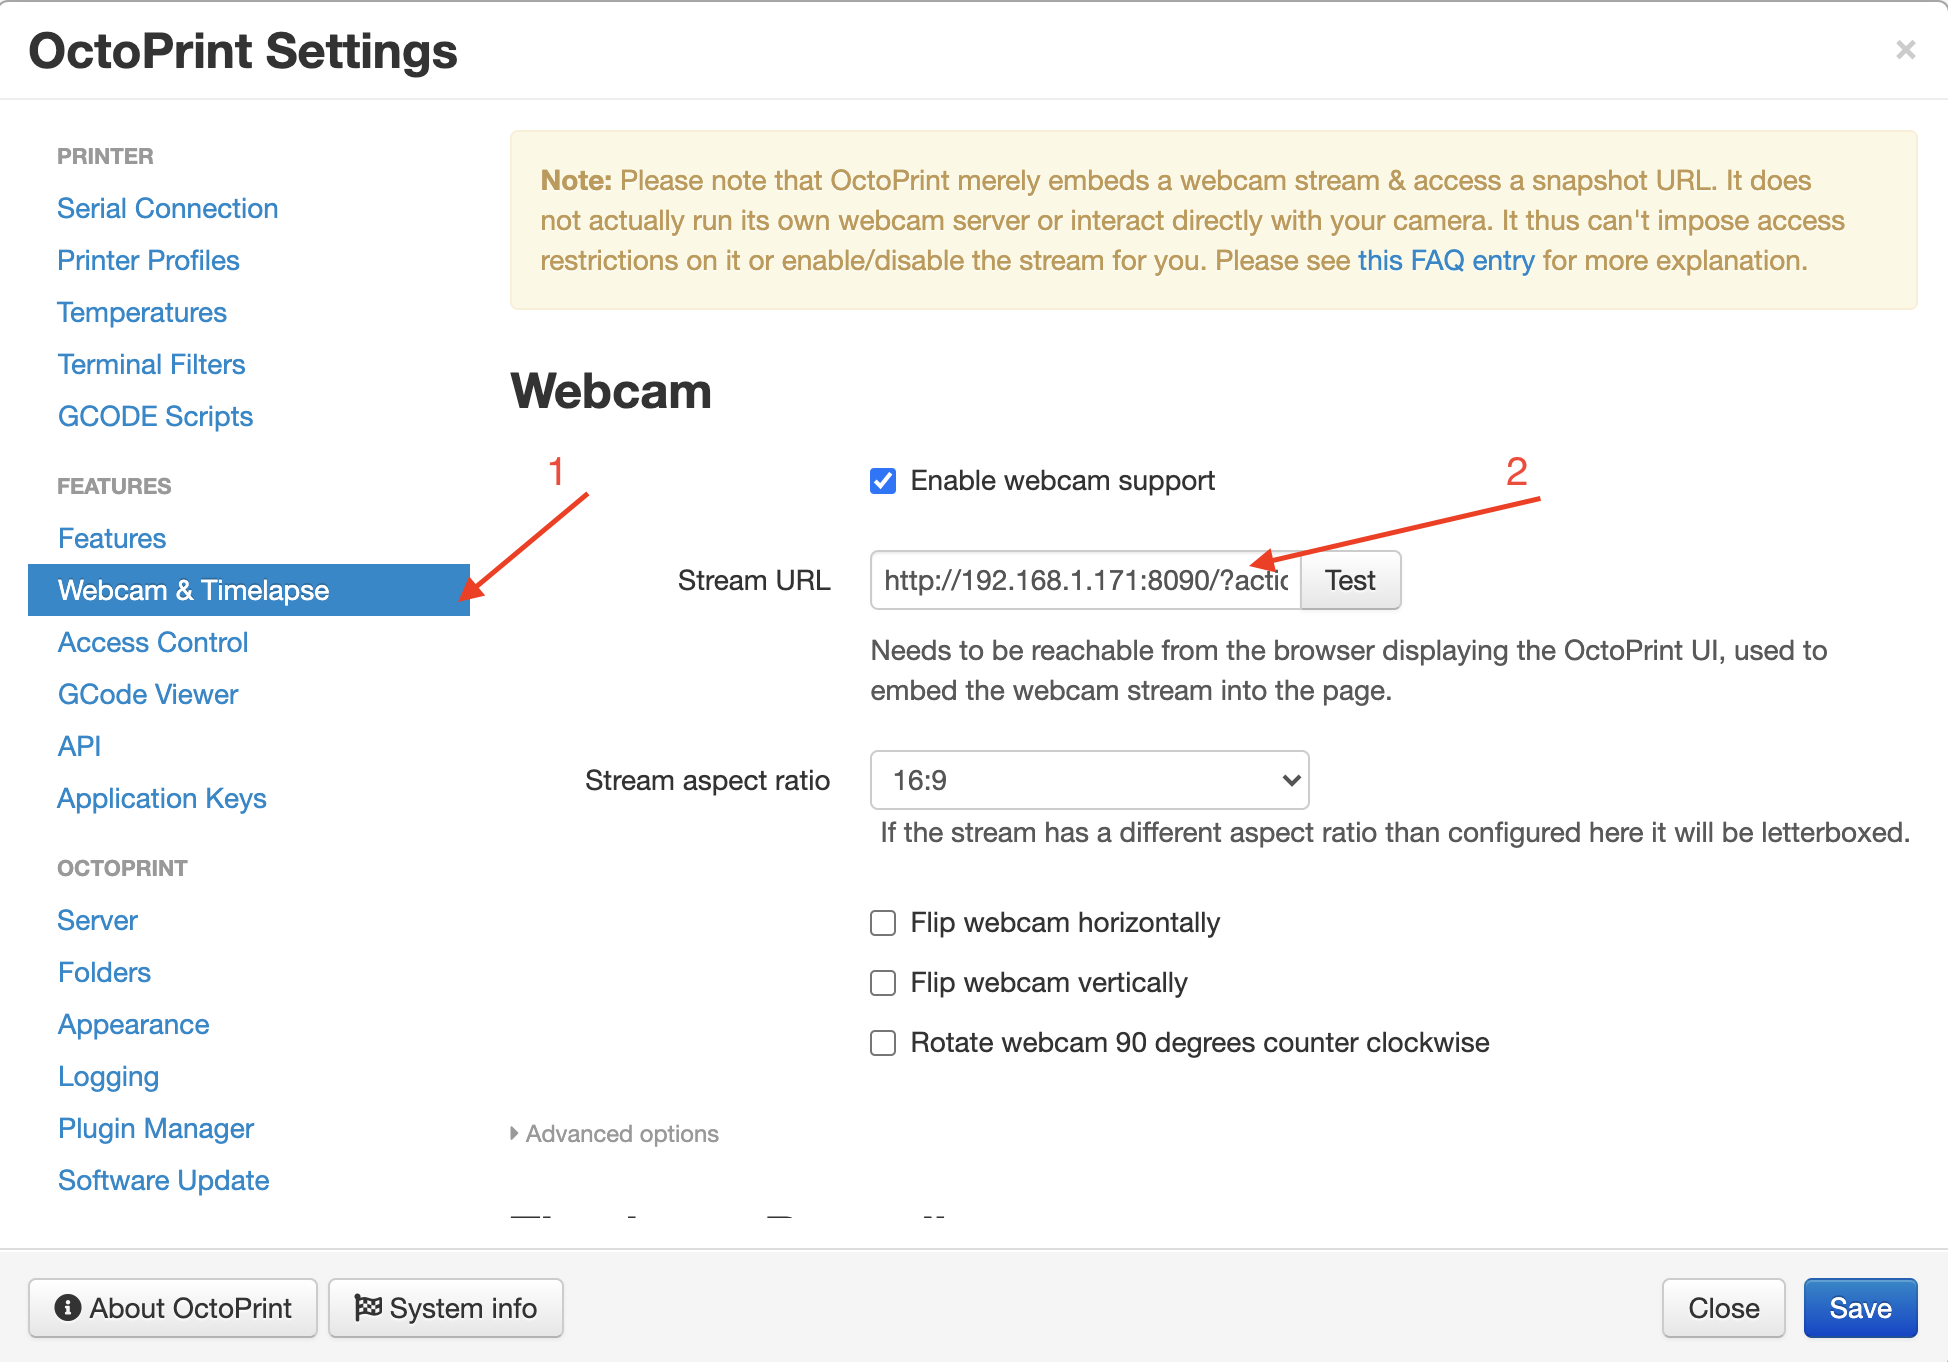 OctoPrint Settings
×
PRINTER
Serial Connection
Printer Profiles
Temperatures
Terminal Filters
GCODE Scripts
FEATURES
Features
Webcam & Timelapse
Access Control
GCode Viewer
API
Application Keys
OCTOPRINT
Server
Folders
Appearance
Logging
Plugin Manager
Software Update
Note: Please note that OctoPrint merely embeds a webcam stream & access a snapshot URL. It does
not actually run its own webcam server or interact directly with your camera. It thus can't impose access
restrictions on it or enable/disable the stream for you. Please see this FAQ entry for more explanation.
Webcam
1
2
Enable webcam support
Stream URL
http://192.168.1.171:8090/?actic
Test
Needs to be reachable from the browser displaying the OctoPrint UI, used to
embed the webcam stream into the page.
Stream aspect ratio
16:9
If the stream has a different aspect ratio than configured here it will be letterboxed.
Flip webcam horizontally
Flip webcam vertically
Rotate webcam 90 degrees counter clockwise
Advanced options
About OctoPrint
System info
Close
Save